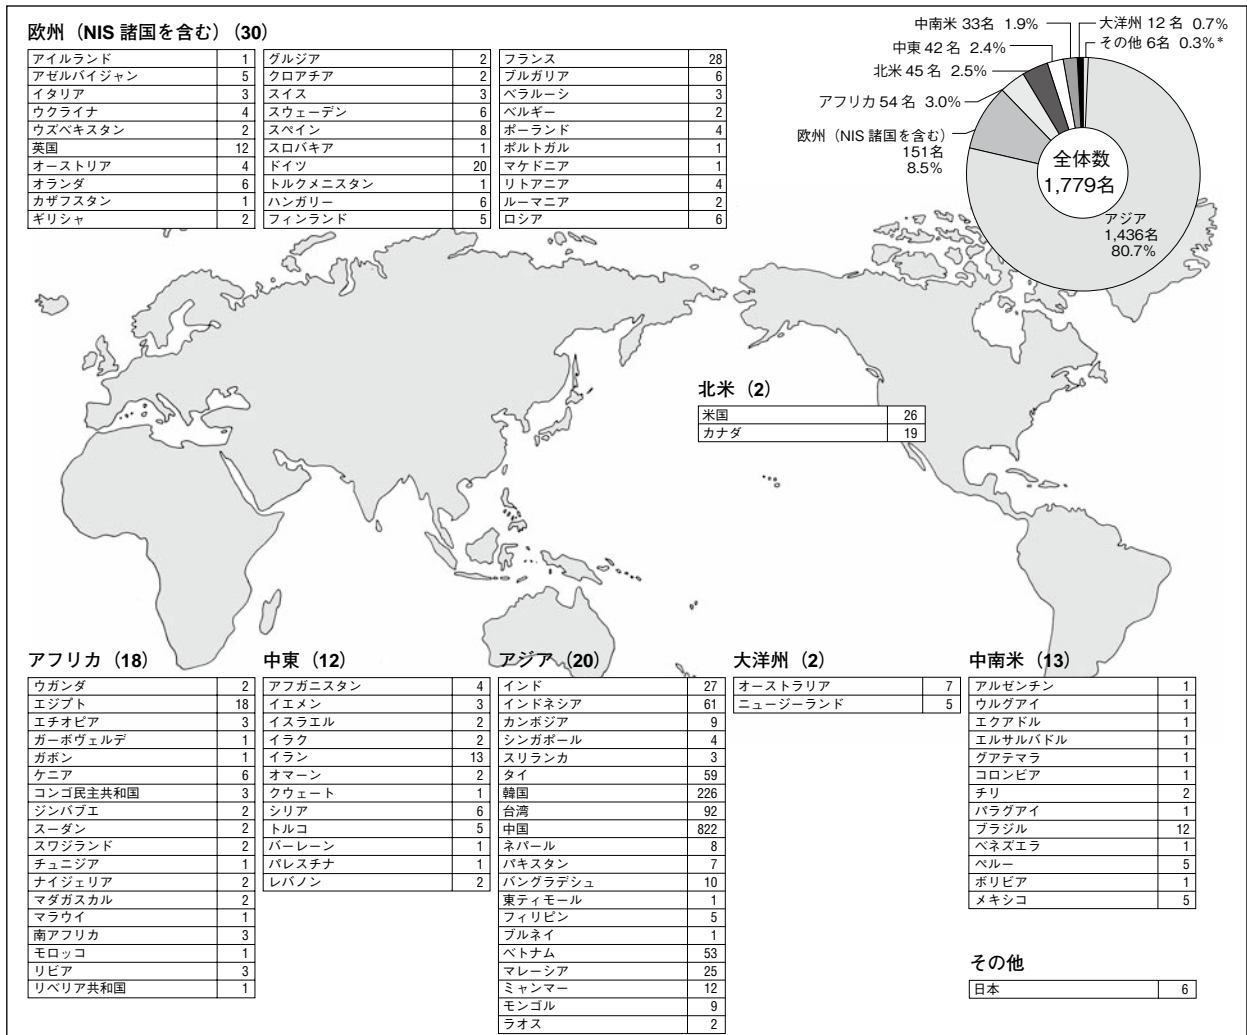 欧州（NIS 諸国を含む）（30）
アイルランド 1
アゼルバイジャン 5
イタリア 3
ウクライナ 4
ウズベキスタン 2
英国 12
オーストリア 4
オランダ 6
カザフスタン 1
ギリシャ 2
グルジア 2
クロアチア 2
スイス 3
スウェーデン 6
スペイン 8
スロバキア 1
ドイツ 20
トルクメニスタン 1
ハンガリー 6
フィンランド 5
フランス 28
ブルガリア 6
ベラルーシ 3
ベルギー 2
ポーランド 4
ポルトガル 1
マケドニア 1
リトアニア 4
ルーマニア 2
ロシア 6
中南米 33名 1.9%
大洋州 12 名 0.7%
中東 42 名 2.4%
その他 6名 0.3%*
北米 45 名 2.5%
アフリカ 54 名 3.0%
欧州（NIS 諸国を含む）
151名
8.5%
全体数
1,779名
アジア
1,436名
80.7%
北米（2）
米国 26
カナダ 19
アフリカ（18）
ウガンダ 2
エジプト 18
エチオピア 3
ガーボヴェルデ 1
ガボン 1
ケニア 6
コンゴ民主共和国 3
ジンバブエ 2
スーダン 2
スワジランド 2
チュニジア 1
ナイジェリア 2
マダガスカル 2
マラウイ 1
南アフリカ 3
モロッコ 1
リビア 3
リベリア共和国 1
中東（12）
アフガニスタン 4
イエメン 3
イスラエル 2
イラク 2
イラン 13
オマーン 2
クウェート 1
シリア 6
トルコ 5
バーレーン 1
パレスチナ 1
レバノン 2
アジア（20）
インド 27
インドネシア 61
カンボジア 9
シンガポール 4
スリランカ 3
タイ 59
韓国 226
台湾 92
中国 822
ネパール 8
パキスタン 7
バングラデシュ 10
東ティモール 1
フィリピン 5
ブルネイ 1
ベトナム 53
マレーシア 25
ミャンマー 12
モンゴル 9
ラオス 2
大洋州（2）
オーストラリア 7
ニュージーランド 5
中南米（13）
アルゼンチン 1
ウルグアイ 1
エクアドル 1
エルサルバドル 1
グアテマラ 1
コロンビア 1
チリ 2
パラグアイ 1
ブラジル 12
ベネズエラ 1
ペルー 5
ボリビア 1
メキシコ 5
その他
日本 6